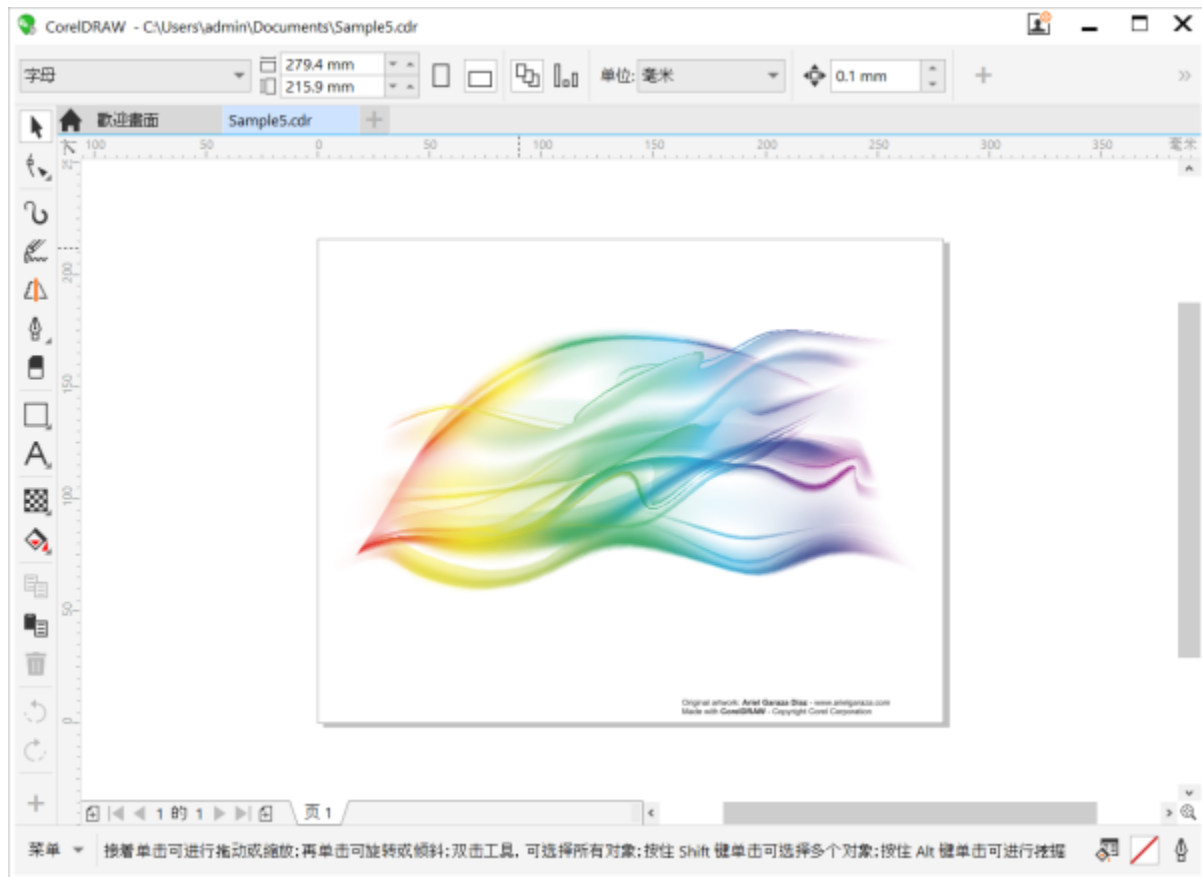 CorelDRAW - C:\Users\admin\Documents\Sample5.cdr
字母
279.4 mm
215.9 mm
单位: 毫米
0.1 mm
歡迎畫面
Sample5.cdr
100 50 0 50 100 150 200 250 300 350 毫米
200
150
100
50
0
Original artwork: Ariel Garaza Diaz - www.arielgaraza.com
Made with CorelDRAW - Copyright Corel Corporation
1 的 1
页 1
菜单
接着单击可进行拖动或缩放;再单击可旋转或倾斜;双击工具, 可选择所有对象;按住 Shift 键单击可选择多个对象;按住 Alt 键单击可进行挖掘